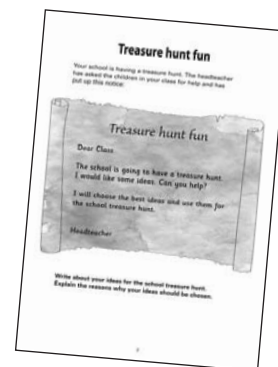 Treasure hunt fun
Your school is having a treasure hunt. The headteacher
has asked the children in your class for help and has
put up this notice:
Treasure hunt fun
Dear Class
The school is going to have a treasure hunt.
I would like some ideas. Can you help?
I will choose the best ideas and use them for
the school treasure hunt.
Headteacher
Write about your ideas for the school treasure hunt.
Explain the reasons why your ideas should be chosen.